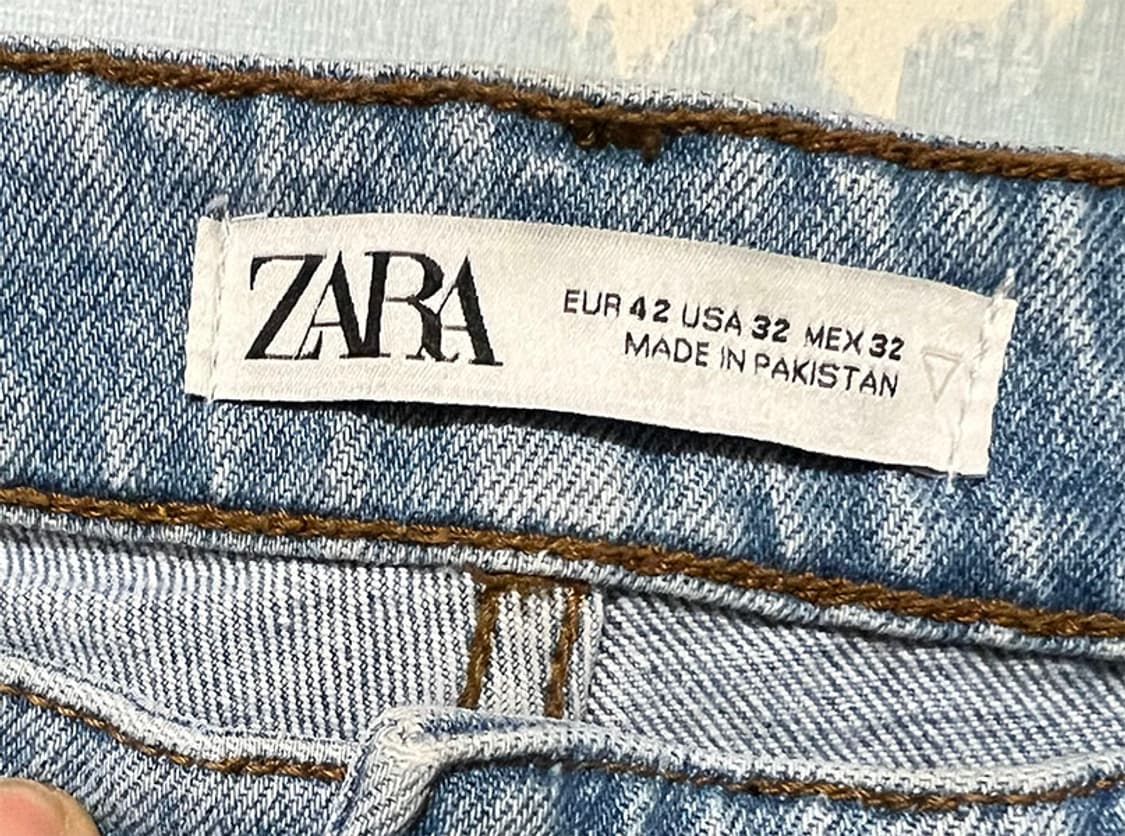 ZARA
EUR 42 USA 32 MEX 32
MADE IN PAKISTAN